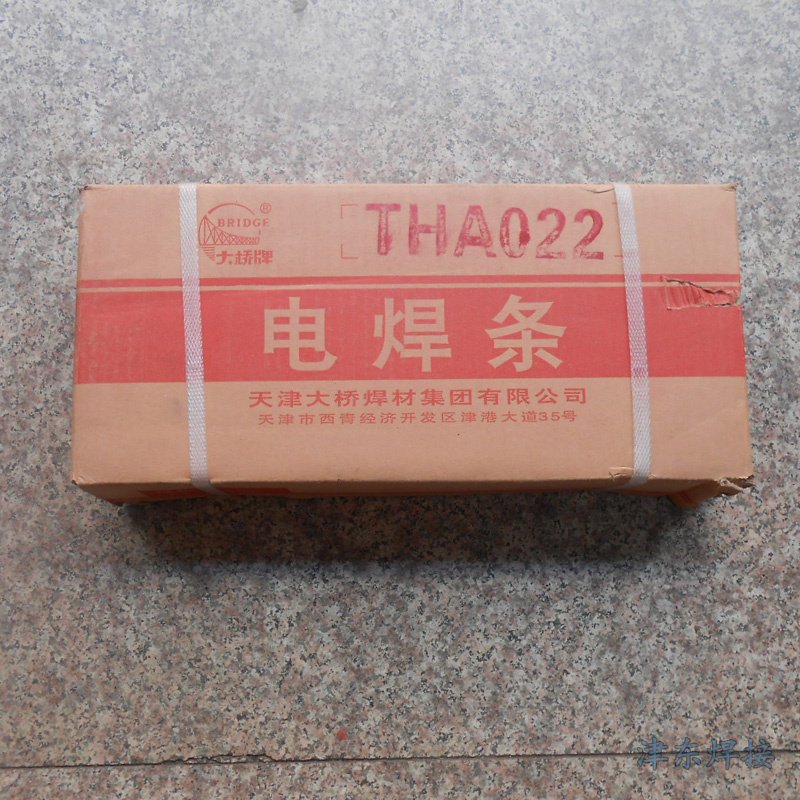 BRIDGE ®
大桥牌
THA022
电焊条
天津大桥焊材集团有限公司
天津市西青经济开发区津港大道35号
津东焊接